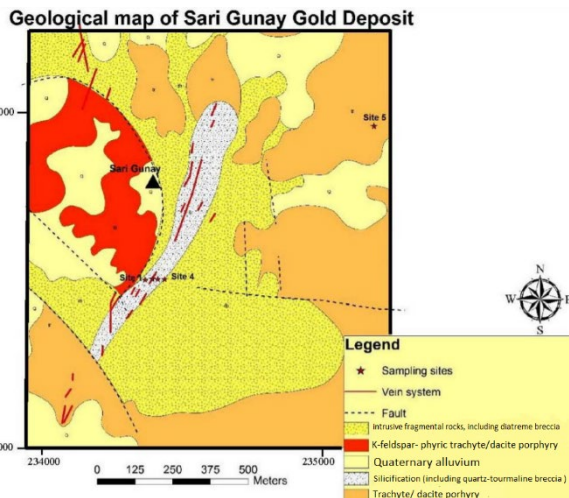 Geological map of Sari Gunay Gold Deposit
000
Site 5
Sari Gunay
Site 4
N
W E
S
Legend
Sampling sites
Vein system
Fault
Intrusive fragmental rocks, including diatreme breccia
K-feldspar- phyric trachyte/dacite porphyry
Quaternary alluvium
Silicification (including quartz-tourmaline breccia )
Trachyte/ dacite porhyry
000
234000 235000
0 125 250 375 500
Meters